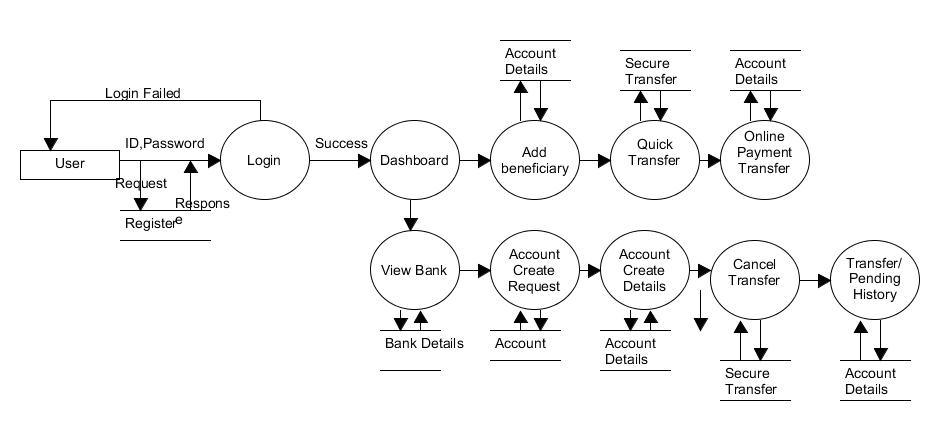 Account
Details
Secure
Transfer
Account
Details
Login Failed
ID,Password
Success
User
Login
Dashboard
Add
beneficiary
Quick
Transfer
Online
Payment
Transfer
Request
Respons
e
Register
View Bank
Account
Create
Request
Account
Create
Details
Cancel
Transfer
Transfer/
Pending
History
Bank Details
Account
Account
Details
Secure
Transfer
Account
Details